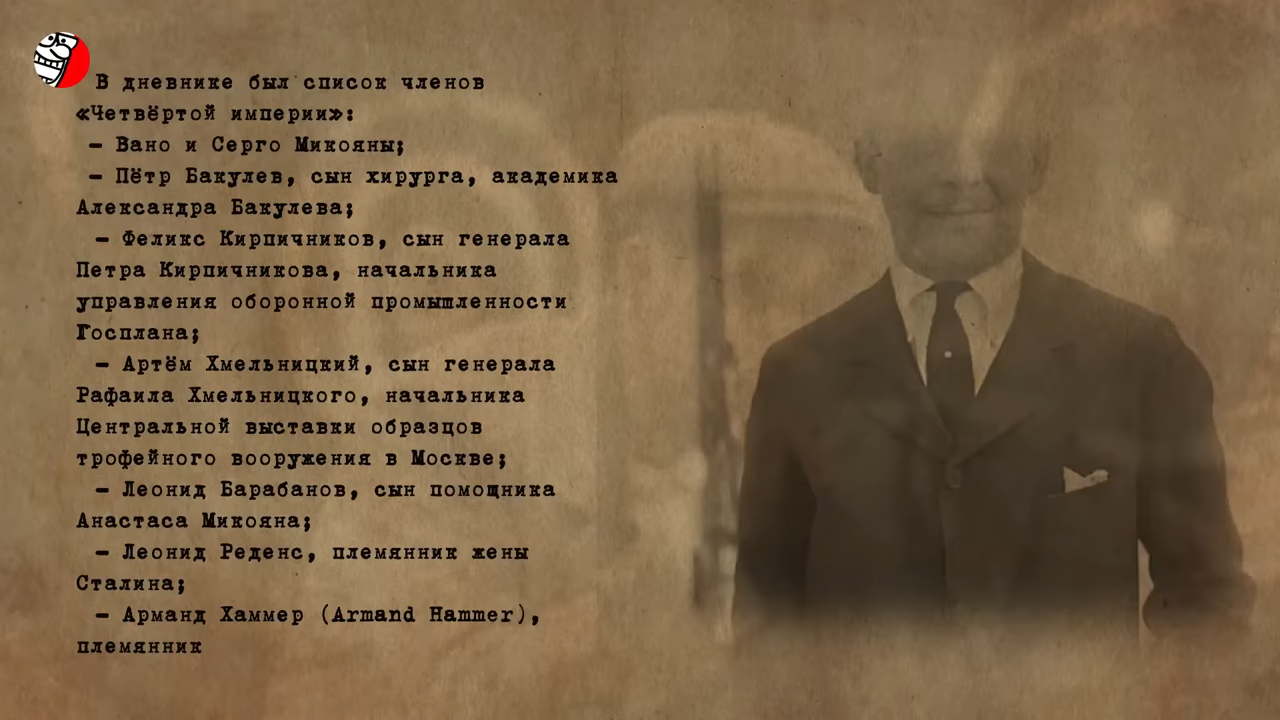 В дневнике был список членов
«Четвёртой империи»:
— Вано и Серго Микояны;
— Пётр Бакулев, сын хирурга, академика
Александра Бакулева;
— Феликс Кирпичников, сын генерала
Петра Кирпичникова, начальника
управления оборонной промышленности
Госплана;
— Артём Хмельницкий, сын генерала
Рафаила Хмельницкого, начальника
Центральной выставки образцов
трофейного вооружения в Москве;
— Леонид Барабанов, сын помощника
Анастаса Микояна;
— Леонид Реденс, племянник жены
Сталина;
— Арманд Хаммер (Armand Hammer),
племянник